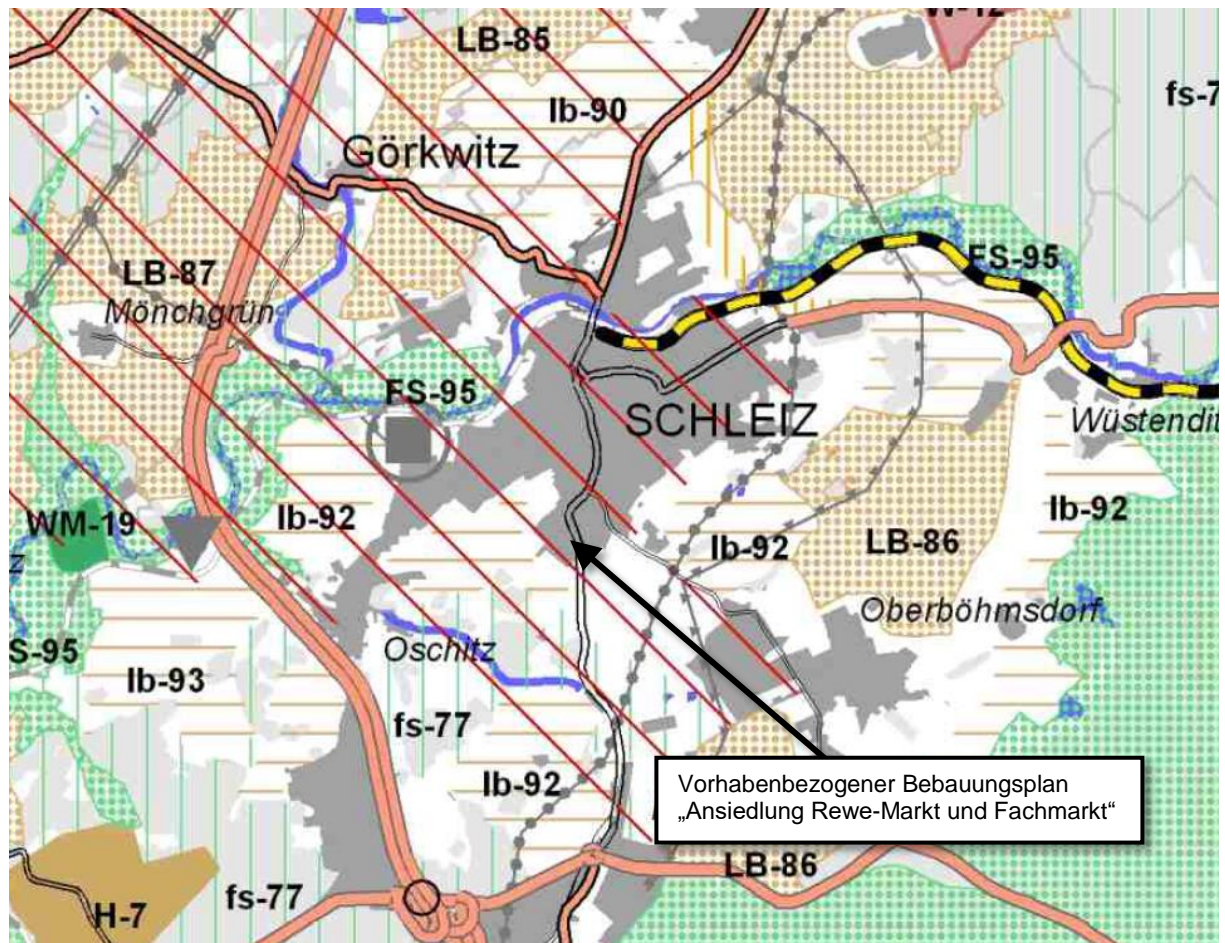 W-12
LB-85
fs-7
lb-90
Görkwitz
LB-87
Mönchgrün
FS-95
FS-95
SCHLEIZ
Wüstendit
WM-19
lb-92
lb-92
LB-86
lb-92
z
Oberböhmsdorf
S-95
Oschitz
lb-93
fs-77
lb-92
Vorhabenbezogener Bebauungsplan
„Ansiedlung Rewe-Markt und Fachmarkt“
LB-86
fs-77
H-7